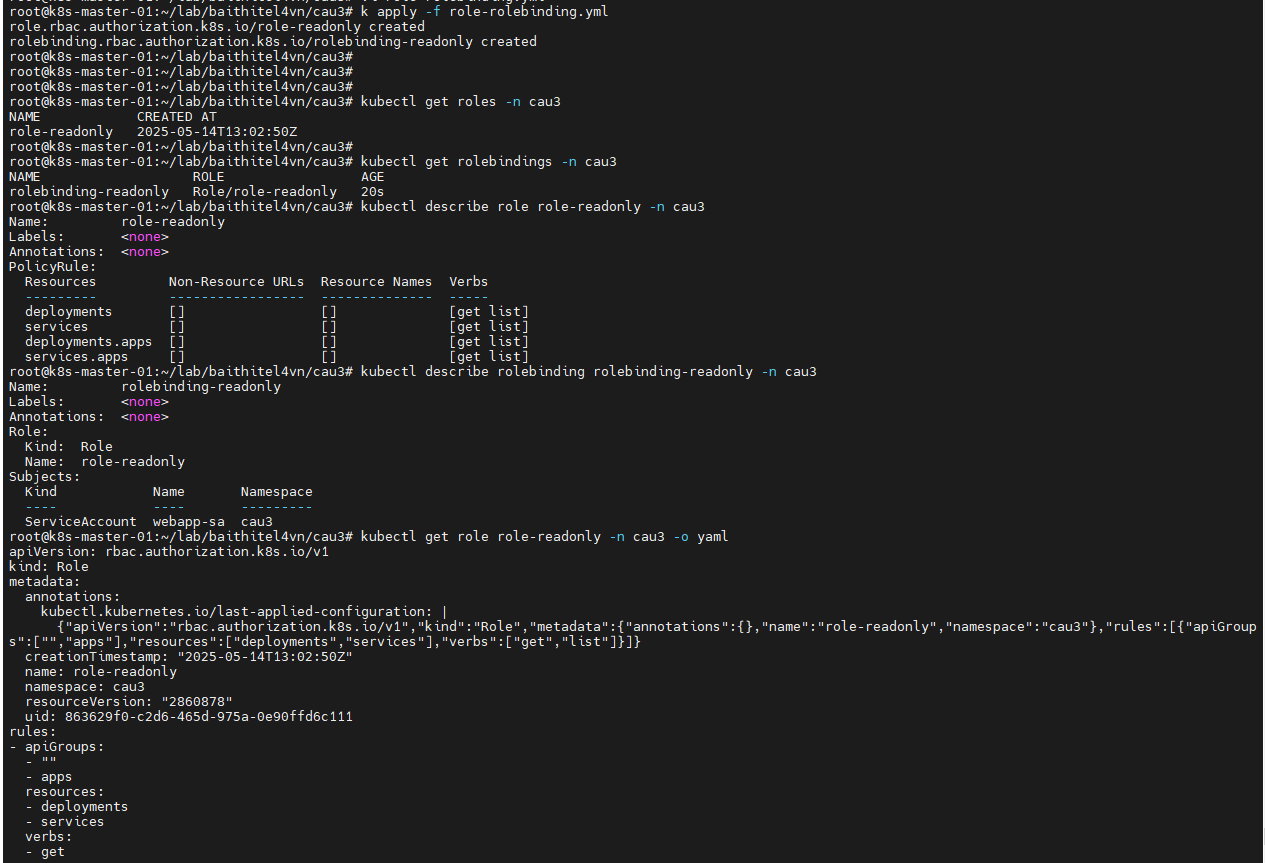 root@k8s-master-01:~/lab/baithitel4vn/cau3# k apply -f role-rolebinding.yml
role.rbac.authorization.k8s.io/role-readonly created
rolebinding.rbac.authorization.k8s.io/rolebinding-readonly created
root@k8s-master-01:~/lab/baithitel4vn/cau3#
root@k8s-master-01:~/lab/baithitel4vn/cau3#
root@k8s-master-01:~/lab/baithitel4vn/cau3#
root@k8s-master-01:~/lab/baithitel4vn/cau3# kubectl get roles -n cau3
NAME            CREATED AT
role-readonly   2025-05-14T13:02:50Z
root@k8s-master-01:~/lab/baithitel4vn/cau3#
root@k8s-master-01:~/lab/baithitel4vn/cau3# kubectl get rolebindings -n cau3
NAME                   ROLE                 AGE
rolebinding-readonly   Role/role-readonly   20s
root@k8s-master-01:~/lab/baithitel4vn/cau3# kubectl describe role role-readonly -n cau3
Name:         role-readonly
Labels:       <none>
Annotations:  <none>
PolicyRule:
  Resources         Non-Resource URLs  Resource Names  Verbs
  ---------         -----------------  --------------  -----
  deployments       []                 []              [get list]
  services          []                 []              [get list]
  deployments.apps  []                 []              [get list]
  services.apps     []                 []              [get list]
root@k8s-master-01:~/lab/baithitel4vn/cau3# kubectl describe rolebinding rolebinding-readonly -n cau3
Name:         rolebinding-readonly
Labels:       <none>
Annotations:  <none>
Role:
  Kind:  Role
  Name:  role-readonly
Subjects:
  Kind            Name       Namespace
  ----            ----       ---------
  ServiceAccount  webapp-sa  cau3
root@k8s-master-01:~/lab/baithitel4vn/cau3# kubectl get role role-readonly -n cau3 -o yaml
apiVersion: rbac.authorization.k8s.io/v1
kind: Role
metadata:
  annotations:
    kubectl.kubernetes.io/last-applied-configuration: |
      {"apiVersion":"rbac.authorization.k8s.io/v1","kind":"Role","metadata":{"annotations":{},"name":"role-readonly","namespace":"cau3"},"rules":[{"apiGroup
s":["","apps"],"resources":["deployments","services"],"verbs":["get","list"]}]}
  creationTimestamp: "2025-05-14T13:02:50Z"
  name: role-readonly
  namespace: cau3
  resourceVersion: "2860878"
  uid: 863629f0-c2d6-465d-975a-0e90ffd6c111
rules:
- apiGroups:
  - ""
  - apps
  resources:
  - deployments
  - services
  verbs:
  - get